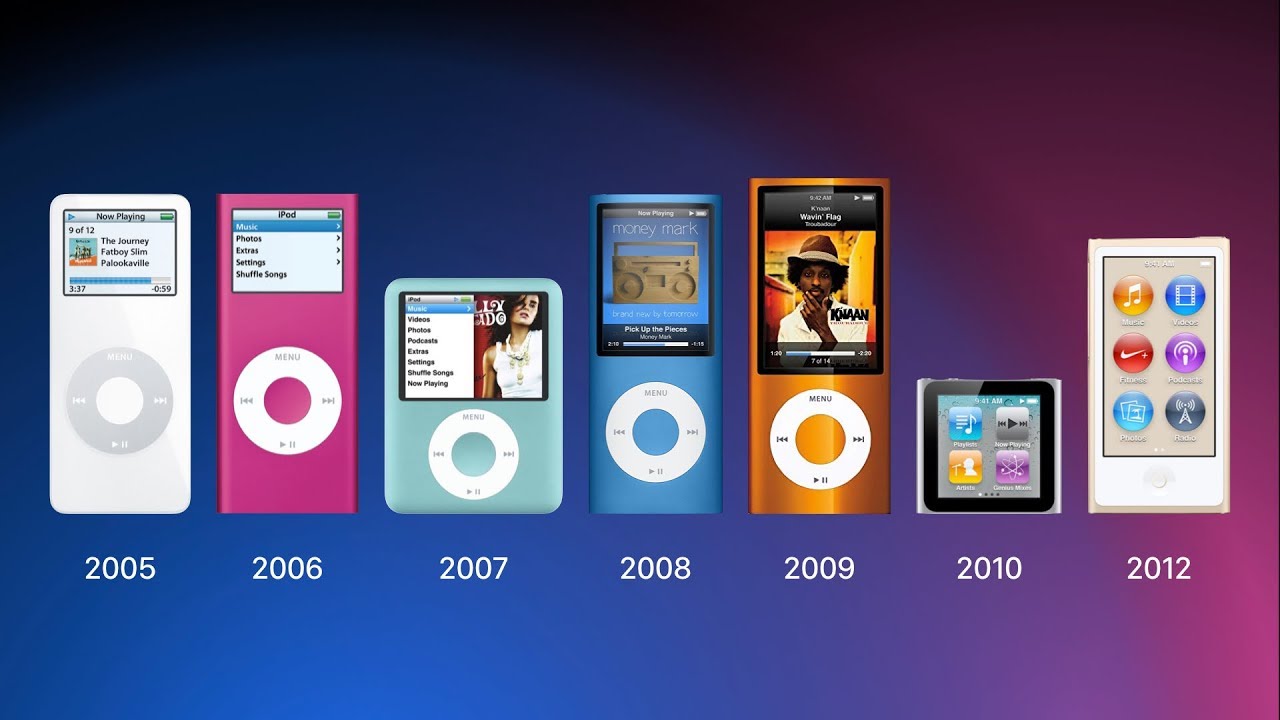 Now Playing
9 of 12
The Journey
Fatboy Slim
Palookaville
3:37 -0:59
MENU
2005
iPod
Music
Photos
Extras
Settings
Shuffle Songs
MENU
2006
iPod
Music
Videos
Photos
Podcasts
Extras
Settings
Shuffle Songs
Now Playing
MENU
2007
Now Playing
money mark
brand new by tomorrow
Pick Up the Pieces
Money Mark
2:10 -1:15
MENU
2008
9:42 AM
K'naan
Wavin' Flag
Troubadour
K'NAAN
TROUBADOUR
1:20 -2:20
7 of 14
MENU
2009
9:41 AM
Playlists Now Playing
Artists Genius Mixes
2010
9:41 AM
Music Videos
Fitness Podcasts
Photos Radio
2012